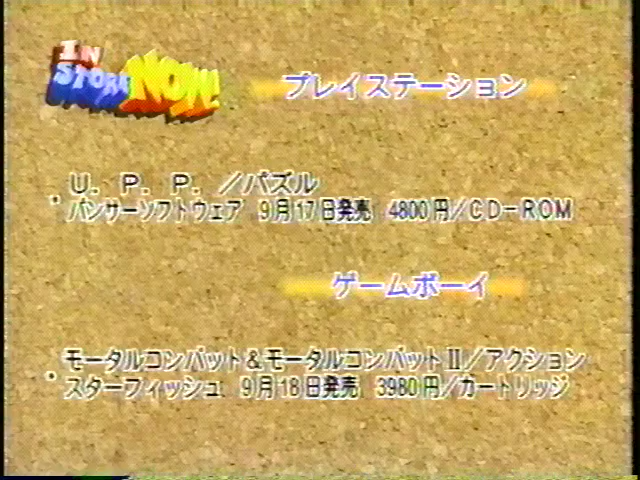 IN STORE NOW!
プレイステーション
U．P．P．／パズル
・パンサーソフトウェア 9月17日発売 4800円／CD－ROM
ゲームボーイ
モータルコンバット＆モータルコンバットⅡ／アクション
・スターフィッシュ 9月18日発売 3980円／カートリッジ